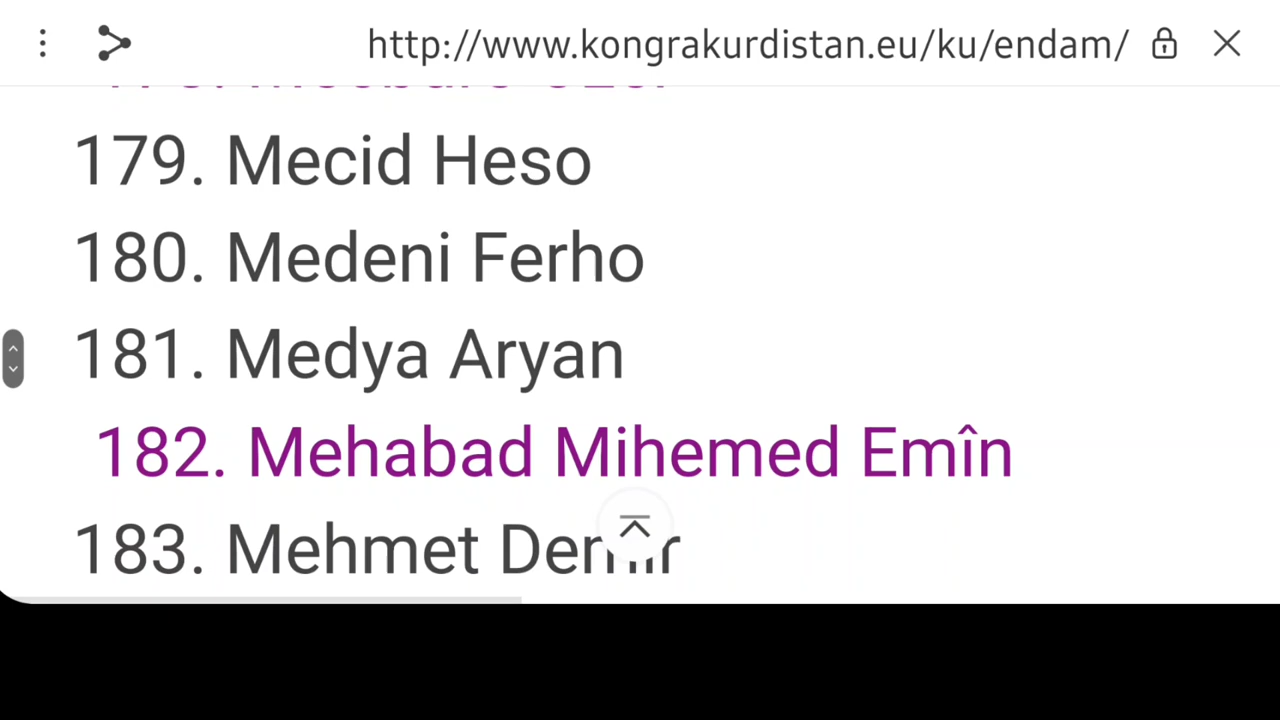 http://www.kongrakurdistan.eu/ku/endam/
179. Mecid Heso
180. Medeni Ferho
181. Medya Aryan
182. Mehabad Mihemed Emîn
183. Mehmet Demir